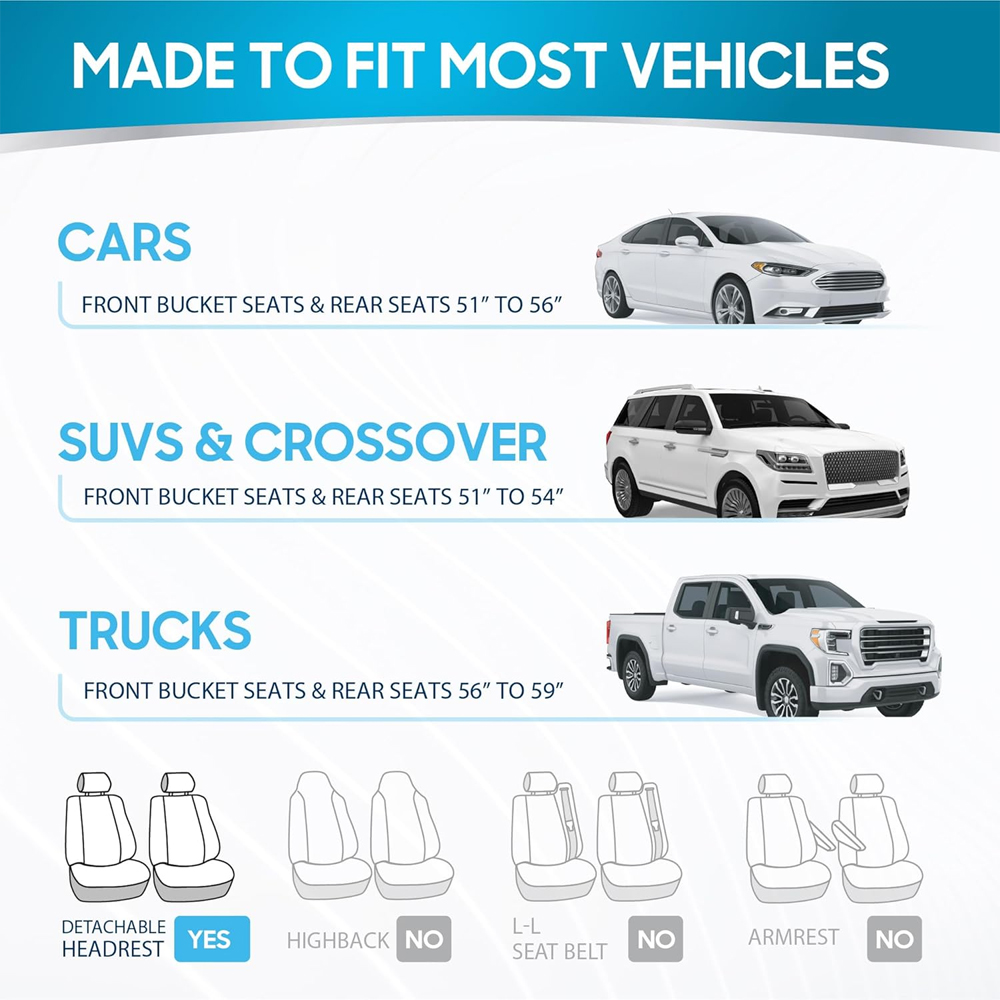 MADE TO FIT MOST VEHICLES
CARS
FRONT BUCKET SEATS & REAR SEATS 51” TO 56”
SUVS & CROSSOVER
FRONT BUCKET SEATS & REAR SEATS 51” TO 54”
TRUCKS
FRONT BUCKET SEATS & REAR SEATS 56” TO 59”
DETACHABLE
HEADREST
YES
HIGHBACK
NO
L-L
SEAT BELT
NO
ARMREST
NO